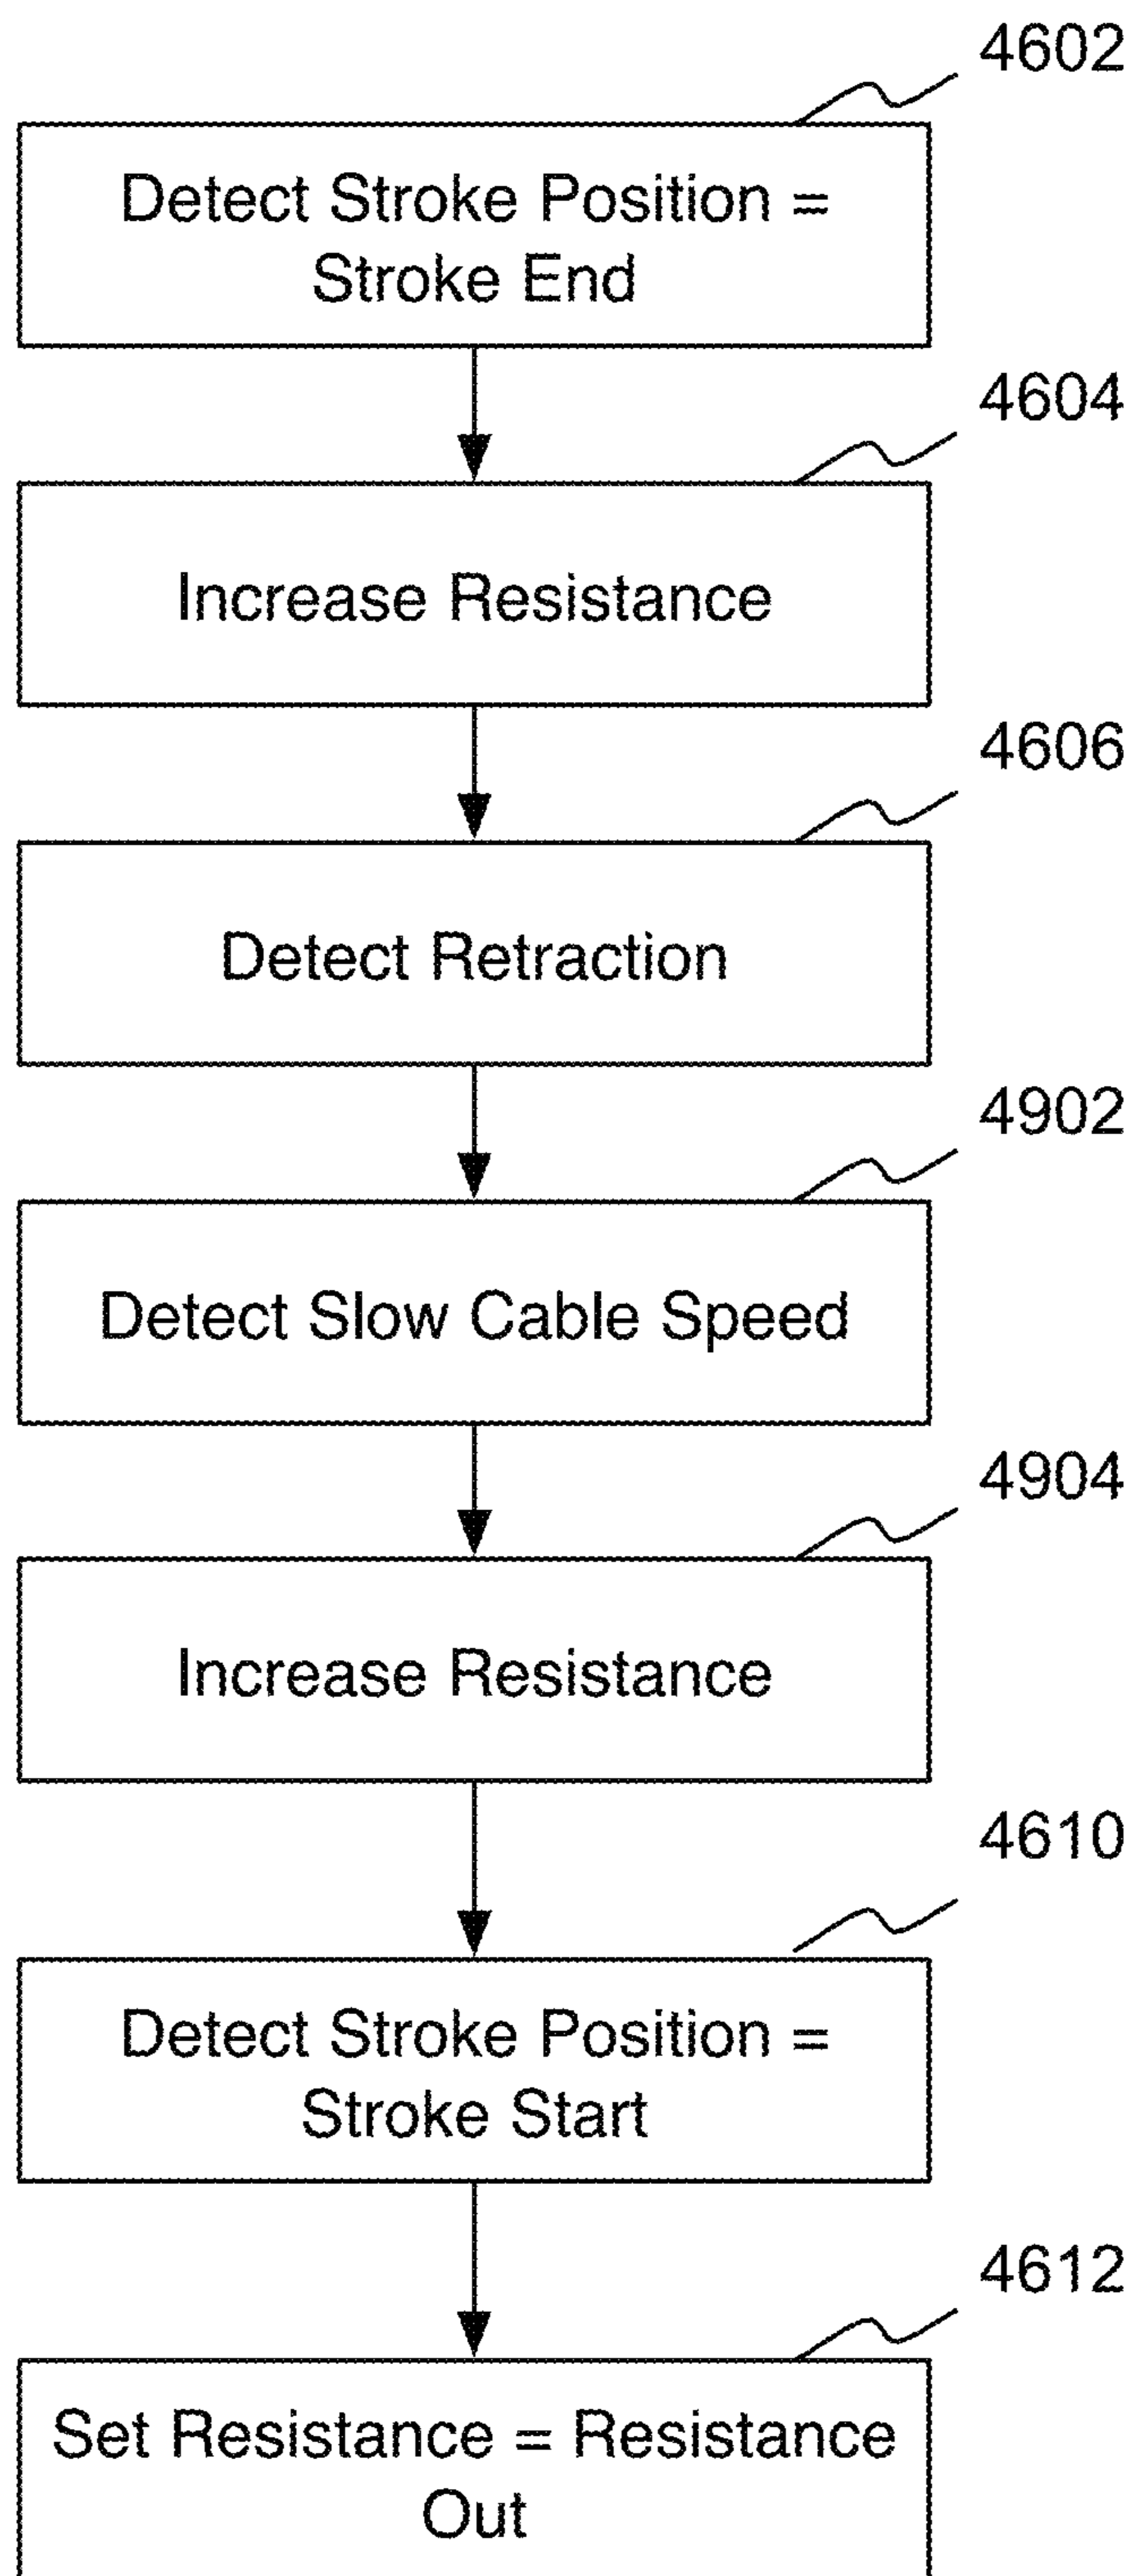 4602
Detect Stroke Position =
Stroke End
4604
Increase Resistance
4606
Detect Retraction
4902
Detect Slow Cable Speed
4904
Increase Resistance
4610
Detect Stroke Position =
Stroke Start
4612
Set Resistance = Resistance
Out